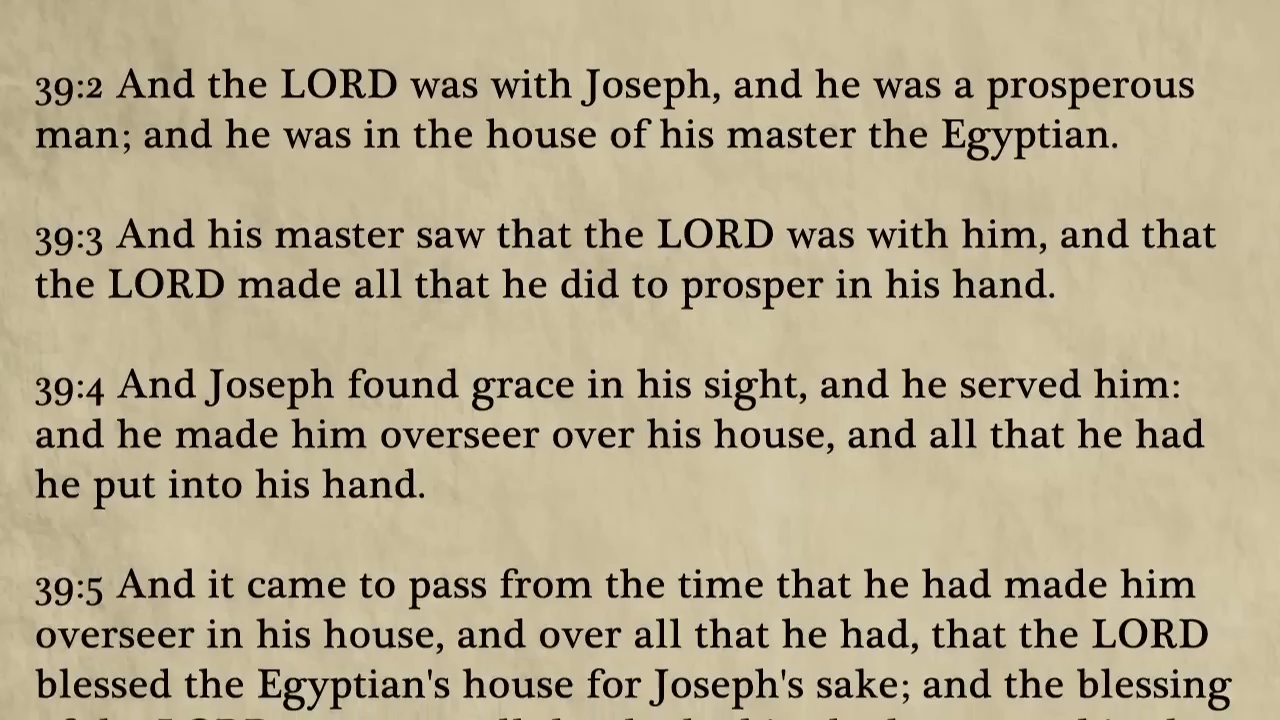 39:2 And the LORD was with Joseph, and he was a prosperous
man; and he was in the house of his master the Egyptian.
39:3 And his master saw that the LORD was with him, and that
the LORD made all that he did to prosper in his hand.
39:4 And Joseph found grace in his sight, and he served him:
and he made him overseer over his house, and all that he had
he put into his hand.
39:5 And it came to pass from the time that he had made him
overseer in his house, and over all that he had, that the LORD
blessed the Egyptian's house for Joseph's sake; and the blessing